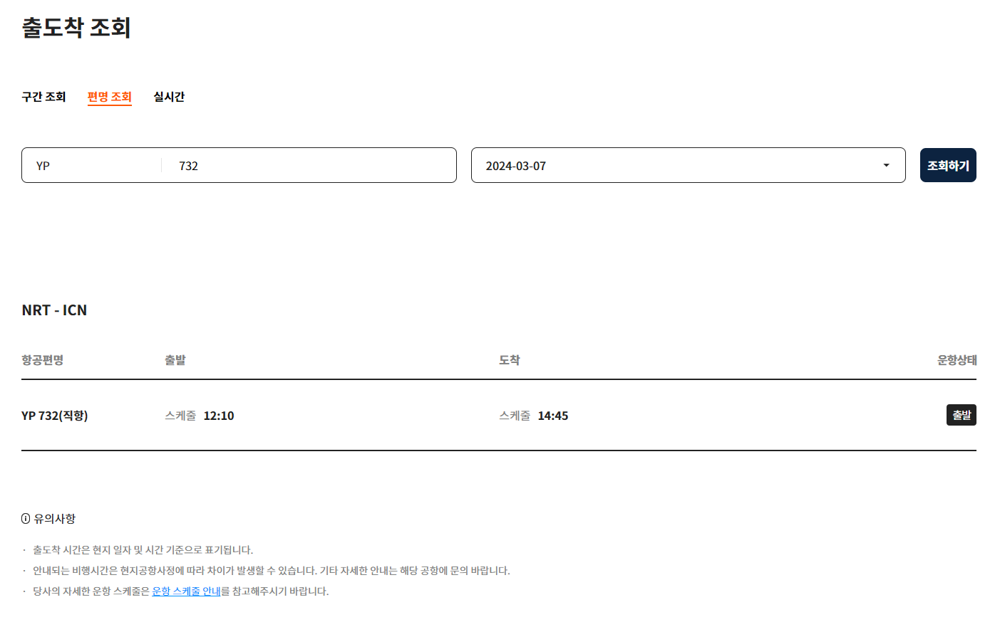 출도착 조회
구간 조회 편명 조회 실시간
YP 732 2024-03-07 조회하기
NRT - ICN
항공편명 출발 도착 운항상태
YP 732(직항) 스케줄 12:10 스케줄 14:45 출발
유의사항
· 출도착 시간은 현지 일자 및 시간 기준으로 표기됩니다.
· 안내되는 비행시간은 현지공항사정에 따라 차이가 발생할 수 있습니다. 기타 자세한 안내는 해당 공항에 문의 바랍니다.
· 당사의 자세한 운항 스케줄은 운항 스케줄 안내를 참고해주시기 바랍니다.